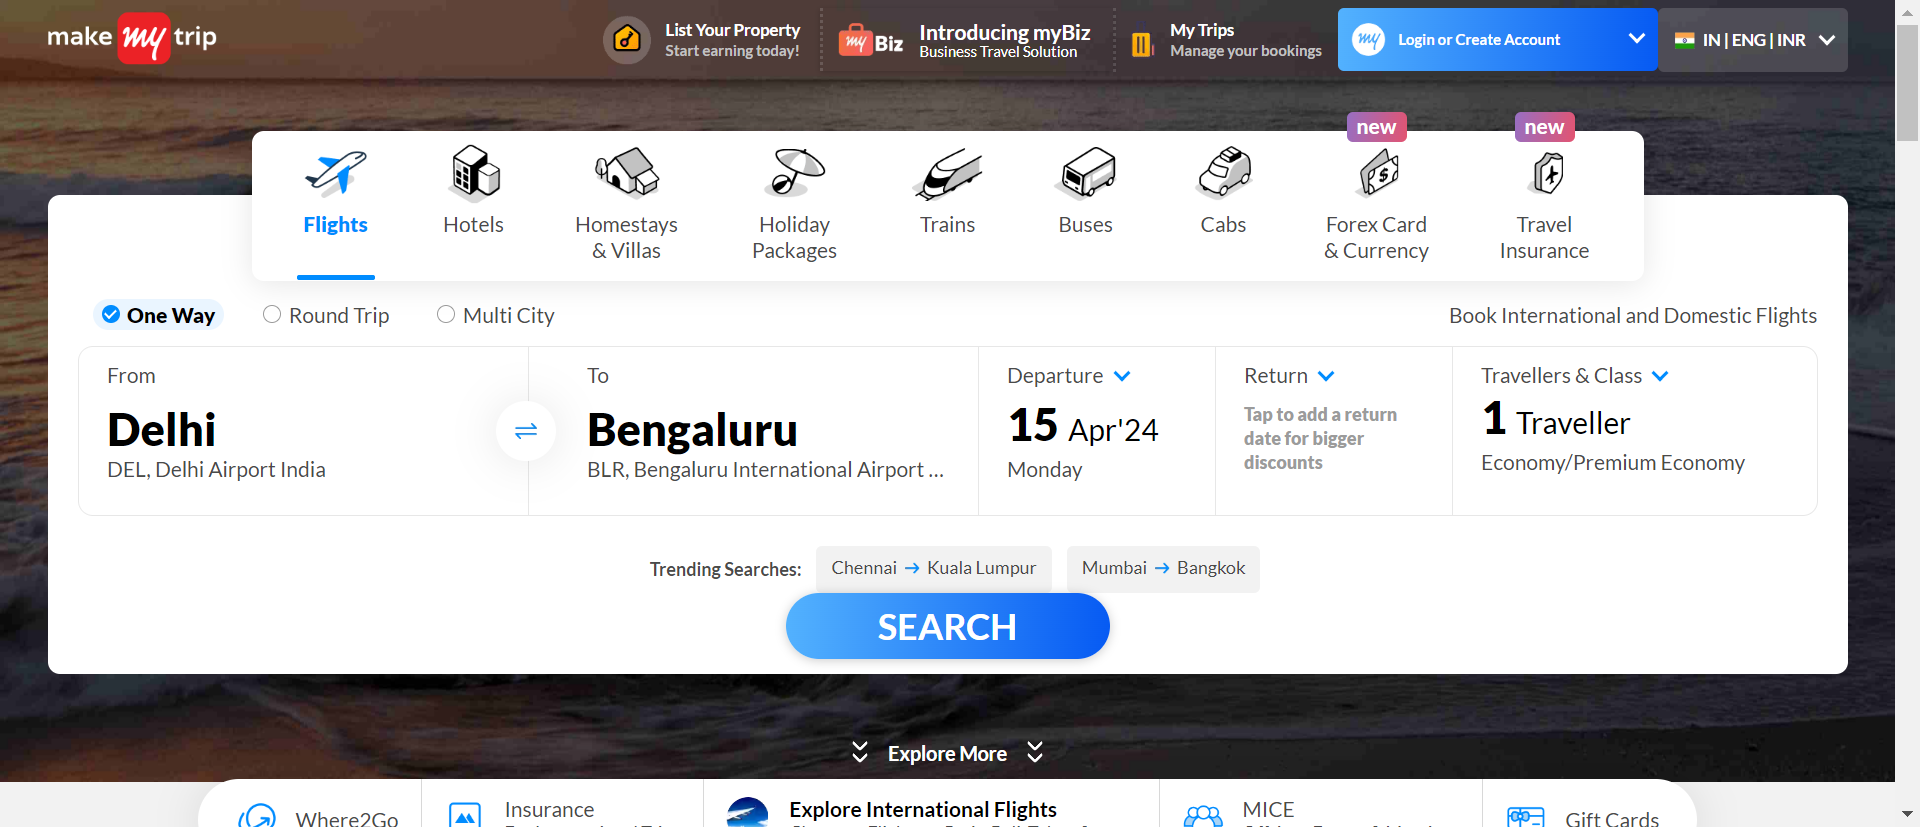 make my trip
List Your Property
Start earning today!
my Biz
Introducing myBiz
Business Travel Solution
My Trips
Manage your bookings
my
Login or Create Account
IN | ENG | INR
new
new
Flights
Hotels
Homestays
& Villas
Holiday
Packages
Trains
Buses
Cabs
Forex Card
& Currency
Travel
Insurance
One Way
Round Trip
Multi City
Book International and Domestic Flights
From
Delhi
DEL, Delhi Airport India
To
Bengaluru
BLR, Bengaluru International Airport ...
Departure
15 Apr'24
Monday
Return
Tap to add a return
date for bigger
discounts
Travellers & Class
1 Traveller
Economy/Premium Economy
Trending Searches:
Chennai → Kuala Lumpur
Mumbai → Bangkok
SEARCH
Explore More
Where2Go
Insurance
Explore International Flights
MICE
Gift Cards